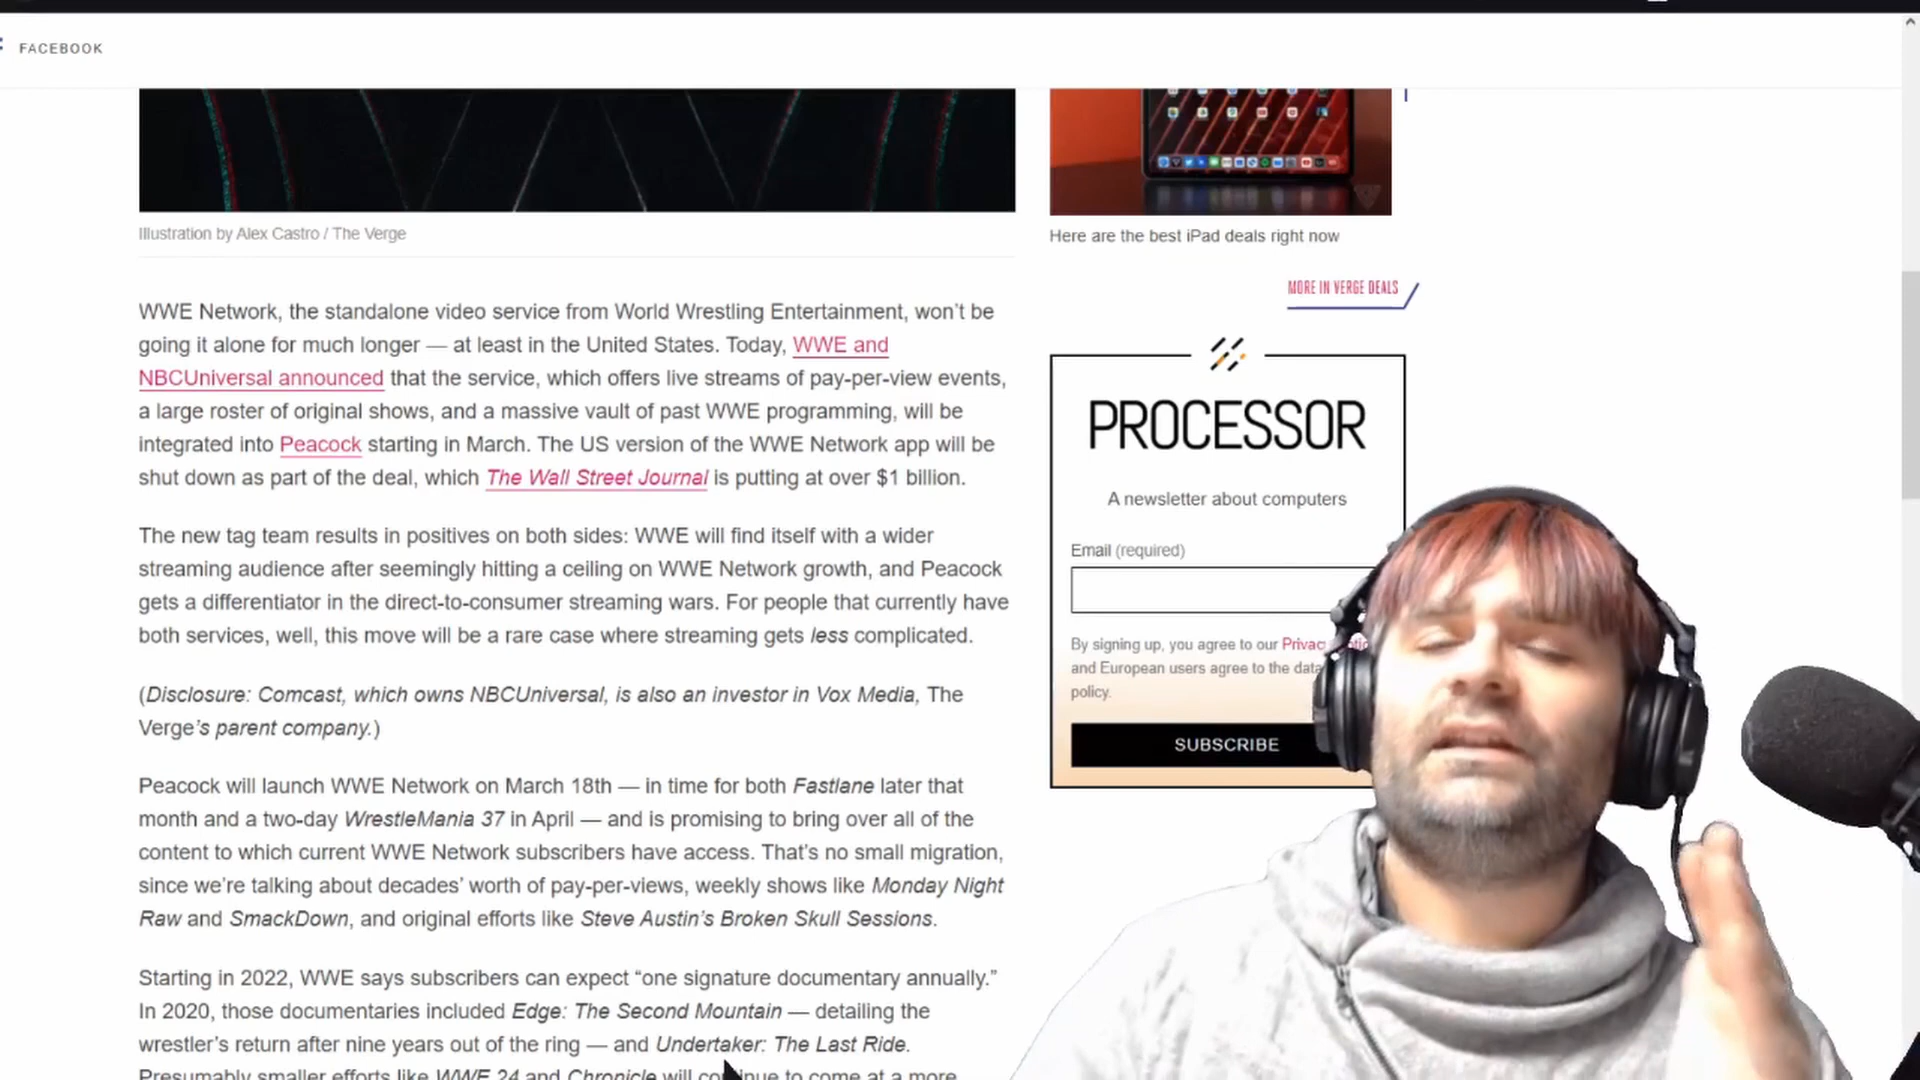 FACEBOOK
Illustration by Alex Castro / The Verge
WWE Network, the standalone video service from World Wrestling Entertainment, won’t be
going it alone for much longer — at least in the United States. Today, WWE and
NBCUniversal announced that the service, which offers live streams of pay-per-view events,
a large roster of original shows, and a massive vault of past WWE programming, will be
integrated into Peacock starting in March. The US version of the WWE Network app will be
shut down as part of the deal, which The Wall Street Journal is putting at over $1 billion.
The new tag team results in positives on both sides: WWE will find itself with a wider
streaming audience after seemingly hitting a ceiling on WWE Network growth, and Peacock
gets a differentiator in the direct-to-consumer streaming wars. For people that currently have
both services, well, this move will be a rare case where streaming gets less complicated.
(Disclosure: Comcast, which owns NBCUniversal, is also an investor in Vox Media, The
Verge’s parent company.)
Peacock will launch WWE Network on March 18th — in time for both Fastlane later that
month and a two-day WrestleMania 37 in April — and is promising to bring over all of the
content to which current WWE Network subscribers have access. That’s no small migration,
since we’re talking about decades’ worth of pay-per-views, weekly shows like Monday Night
Raw and SmackDown, and original efforts like Steve Austin’s Broken Skull Sessions.
Starting in 2022, WWE says subscribers can expect “one signature documentary annually.”
In 2020, those documentaries included Edge: The Second Mountain — detailing the
wrestler’s return after nine years out of the ring — and Undertaker: The Last Ride.
Presumably smaller efforts like WWE 24 and Chronicle will continue to come at a more
Here are the best iPad deals right now
MORE IN VERGE DEALS
PROCESSOR
A newsletter about computers
Email (required)
By signing up, you agree to our
and European users agree to the data
policy.
SUBSCRIBE